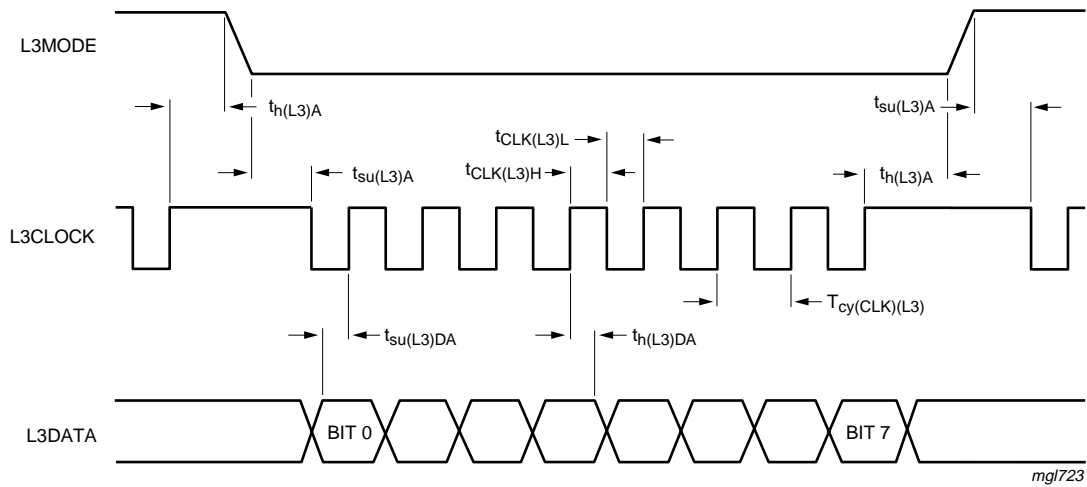 L3MODE
th(L3)A
tsu(L3)A
tCLK(L3)L
tsu(L3)A
tCLK(L3)H
th(L3)A
L3CLOCK
Tcy(CLK)(L3)
tsu(L3)DA
th(L3)DA
L3DATA
BIT 0
BIT 7
mgl723